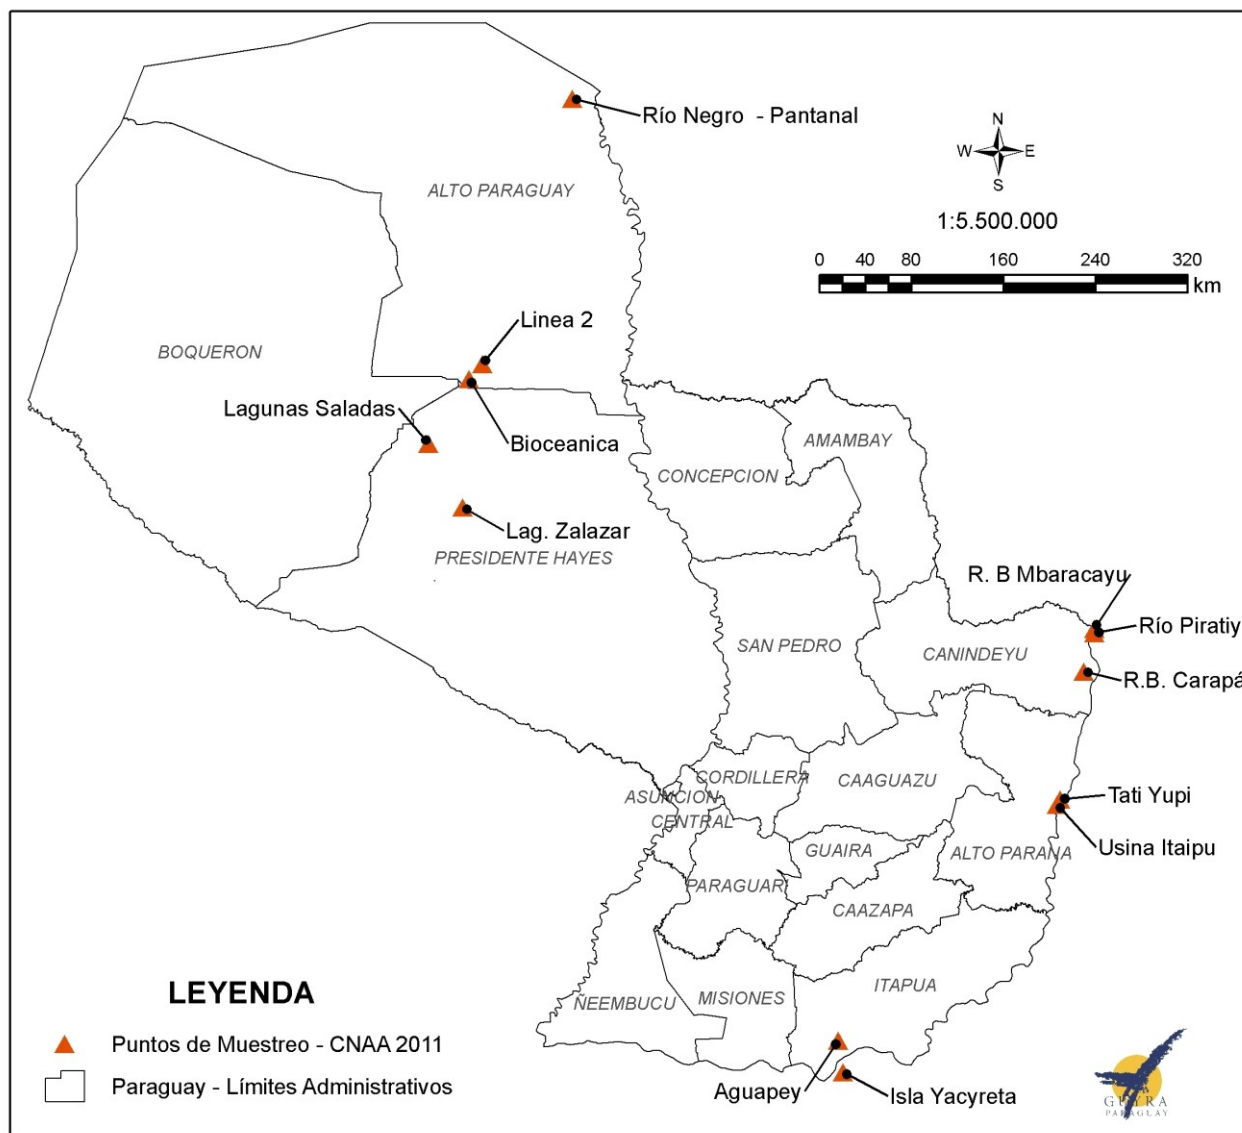 Río Negro - Pantanal
N
W E
S
ALTO PARAGUAY
1:5.500.000
0 40 80 160 240 320
km
Linea 2
BOQUERON
Lagunas Saladas
Bioceanica
AMAMBAY
CONCEPCION
Lag. Zalazar
PRESIDENTE HAYES
R. B Mbaracayu
Río Piratiy
SAN PEDRO
CANINDEYU
R.B. Carapá
CORDILLERA
CAAGUAZU
ASUNCION
Tati Yupi
CENTRAL
GUAIRA
ALTO PARANA
Usina Itaipu
PARAGUARI
CAAZAPA
LEYENDA
ITAPUA
ÑEEMBUCU
MISIONES
Puntos de Muestreo - CNAA 2011
Paraguay - Límites Administrativos
Aguapey
Isla Yacyreta
GUYRA
PARAGUAY